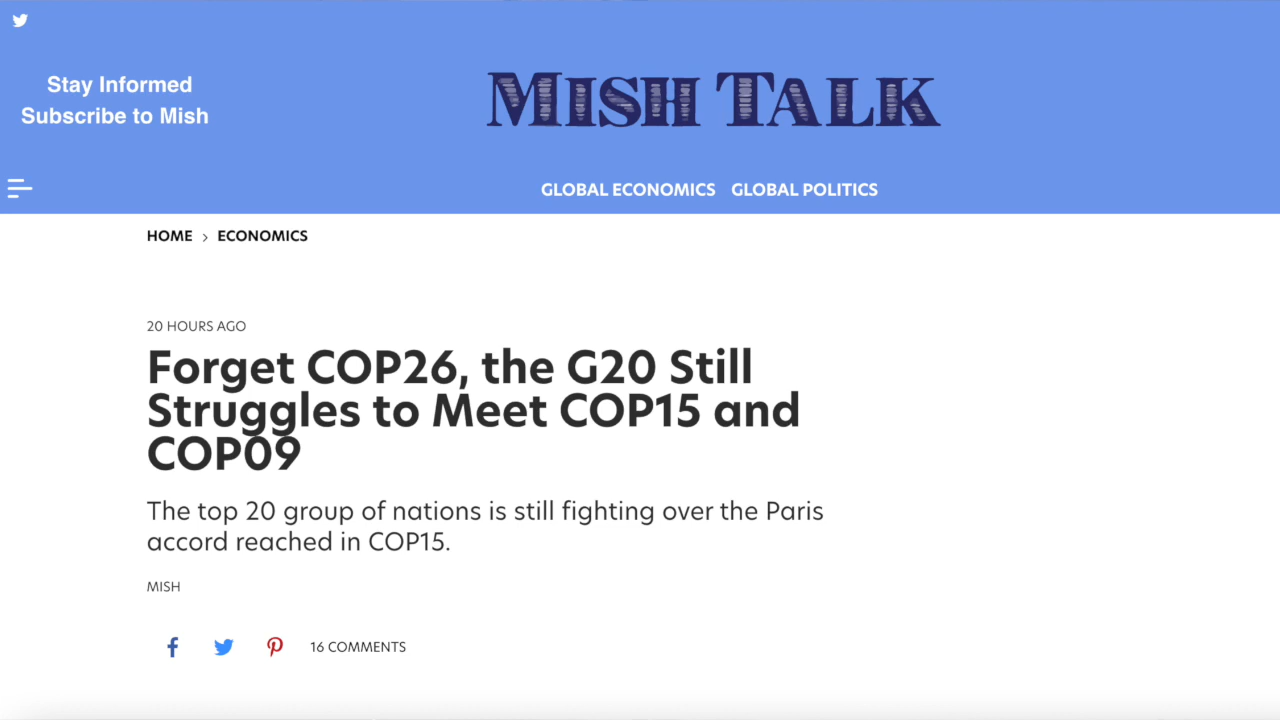 Stay Informed
Subscribe to Mish
MISH TALK
GLOBAL ECONOMICS GLOBAL POLITICS
HOME > ECONOMICS
20 HOURS AGO
Forget COP26, the G20 Still
Struggles to Meet COP15 and
COP09
The top 20 group of nations is still fighting over the Paris
accord reached in COP15.
MISH
16 COMMENTS